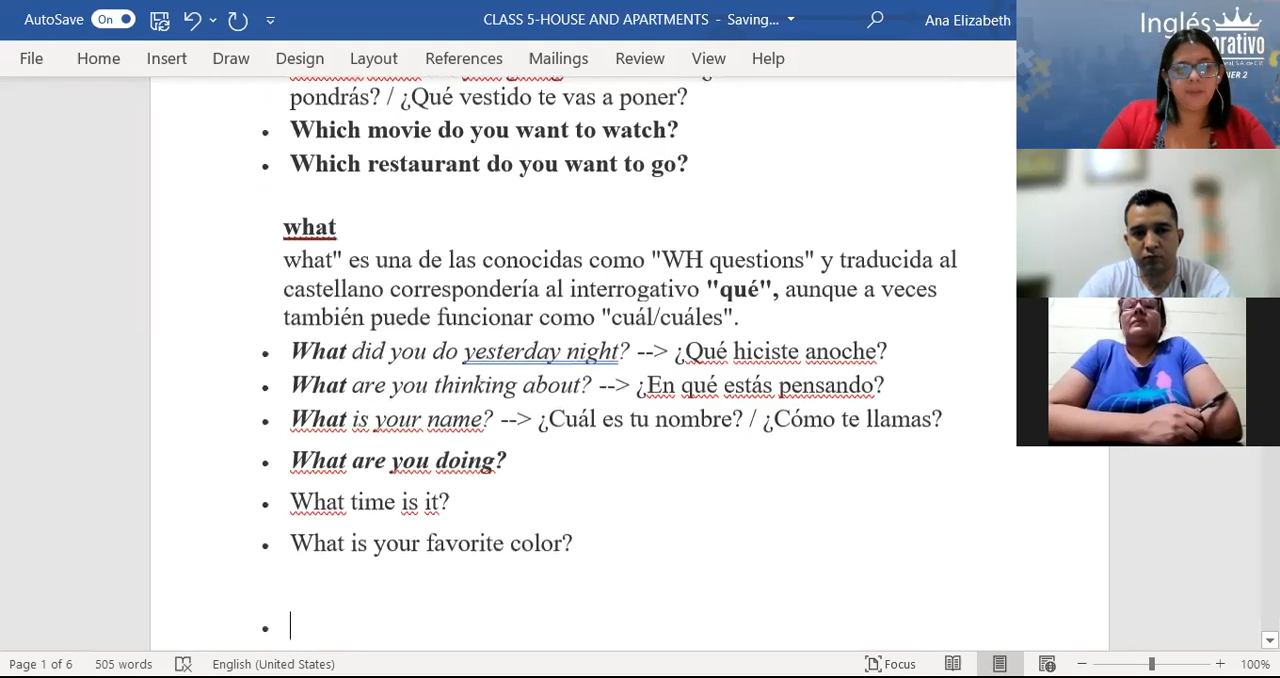 AutoSave On CLASS 5-HOUSE AND APARTMENTS - Saving... Ana Elizabeth
File Home Insert Draw Design Layout References Mailings Review View Help
pondrás? / ¿Qué vestido te vas a poner?
• Which movie do you want to watch?
• Which restaurant do you want to go?
what
what" es una de las conocidas como "WH questions" y traducida al
castellano correspondería al interrogativo "qué", aunque a veces
también puede funcionar como "cuál/cuáles".
• What did you do yesterday night? --> ¿Qué hiciste anoche?
• What are you thinking about? --> ¿En qué estás pensando?
• What is your name? --> ¿Cuál es tu nombre? / ¿Cómo te llamas?
• What are you doing?
• What time is it?
• What is your favorite color?
•
Page 1 of 6 505 words English (United States) Focus 100%
Inglés